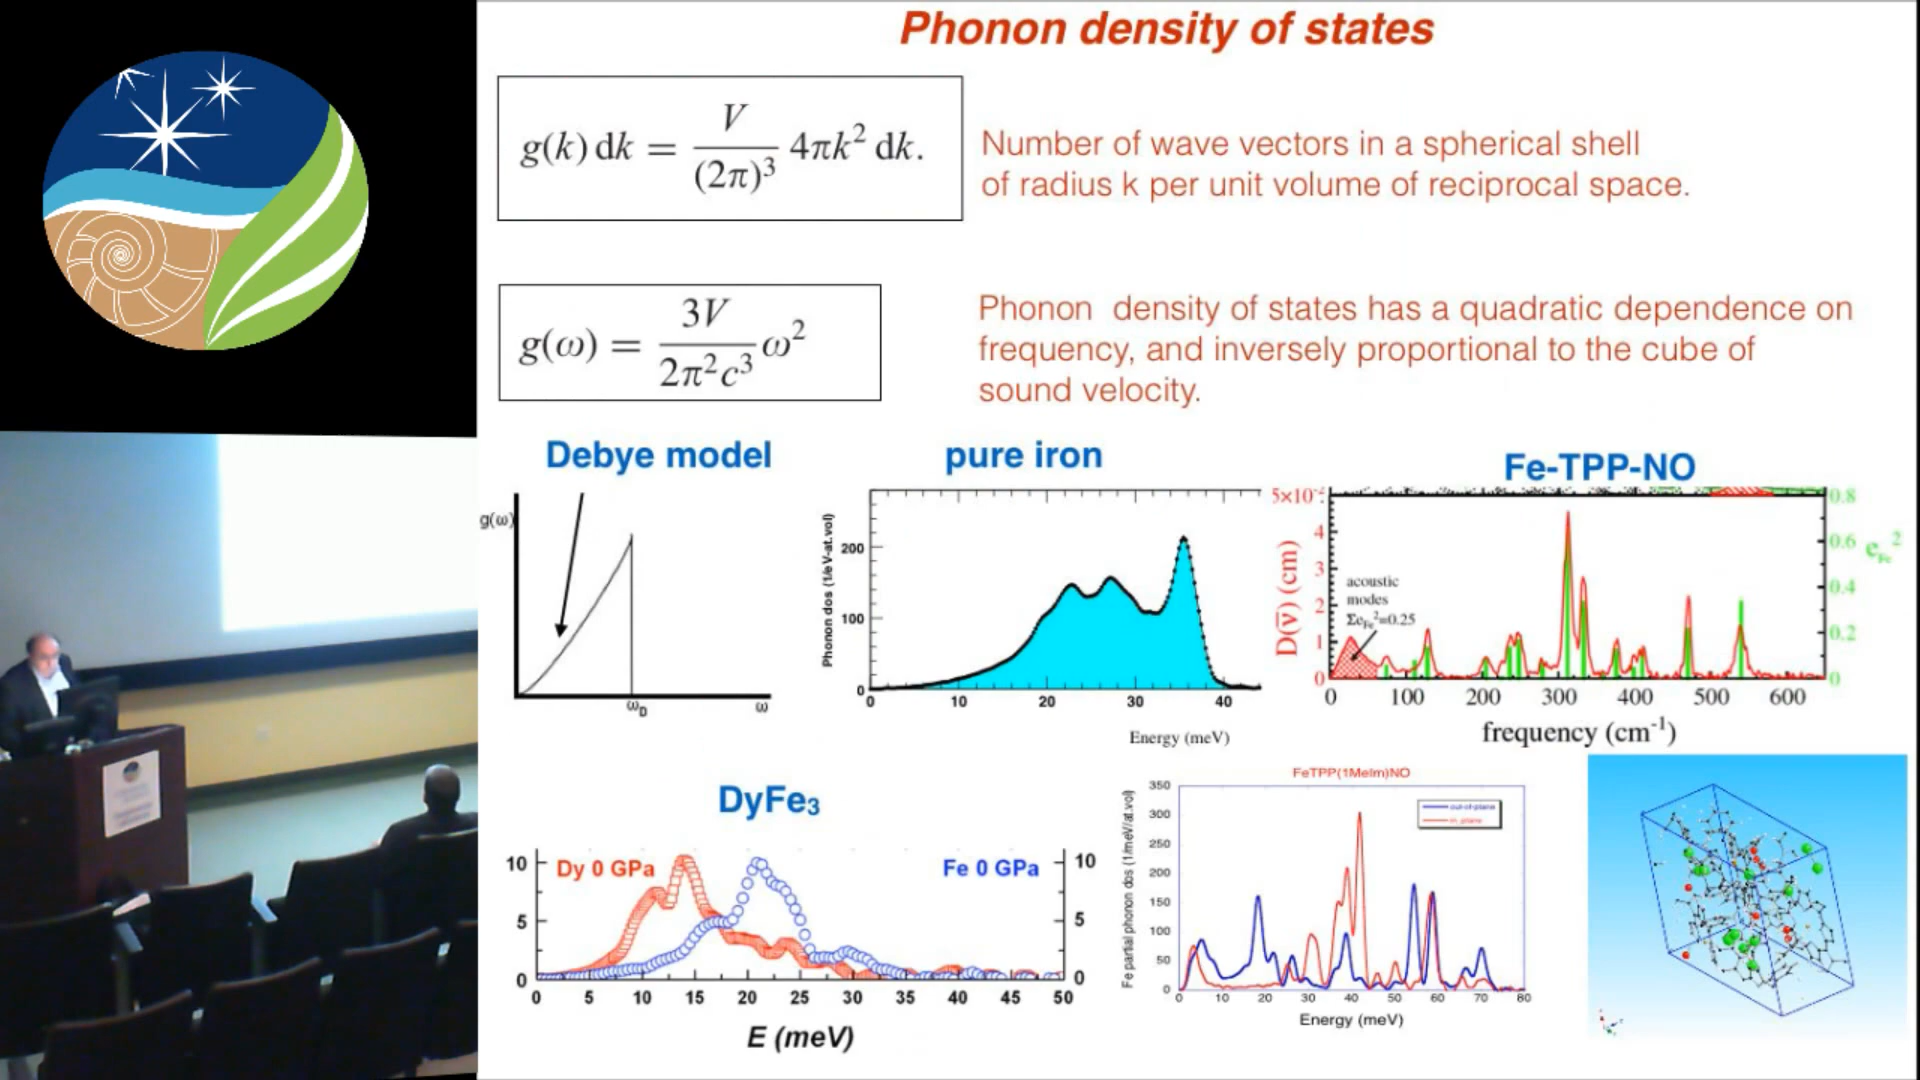 Phonon density of states
g(k) dk = V/(2π)³ 4πk² dk.
Number of wave vectors in a spherical shell
of radius k per unit volume of reciprocal space.
g(ω) = 3V/2π²c³ ω²
Phonon density of states has a quadratic dependence on
frequency, and inversely proportional to the cube of
sound velocity.
Debye model
g(ω)
ω_D
ω
pure iron
Phonon dos (1/eV-at.vol)
200
100
0
0 10 20 30 40
Energy (meV)
Fe-TPP-NO
5×10⁻²
4
3
2
1
0
D(ν̄) (cm)
acoustic
modes
Σe_Fe²=0.25
0.8
0.6
0.4
0.2
0
e_Fe²
0 100 200 300 400 500 600
frequency (cm⁻¹)
DyFe₃
Dy 0 GPa
Fe 0 GPa
10
5
0
10
5
0
0 5 10 15 20 25 30 35 40 45 50
E (meV)
FeTPP(1MeIm)NO
Fe partial phonon dos (1/meV/at.vol)
350
300
250
200
150
100
50
0
out-of-plane
in_plane
0 10 20 30 40 50 60 70 80
Energy (meV)